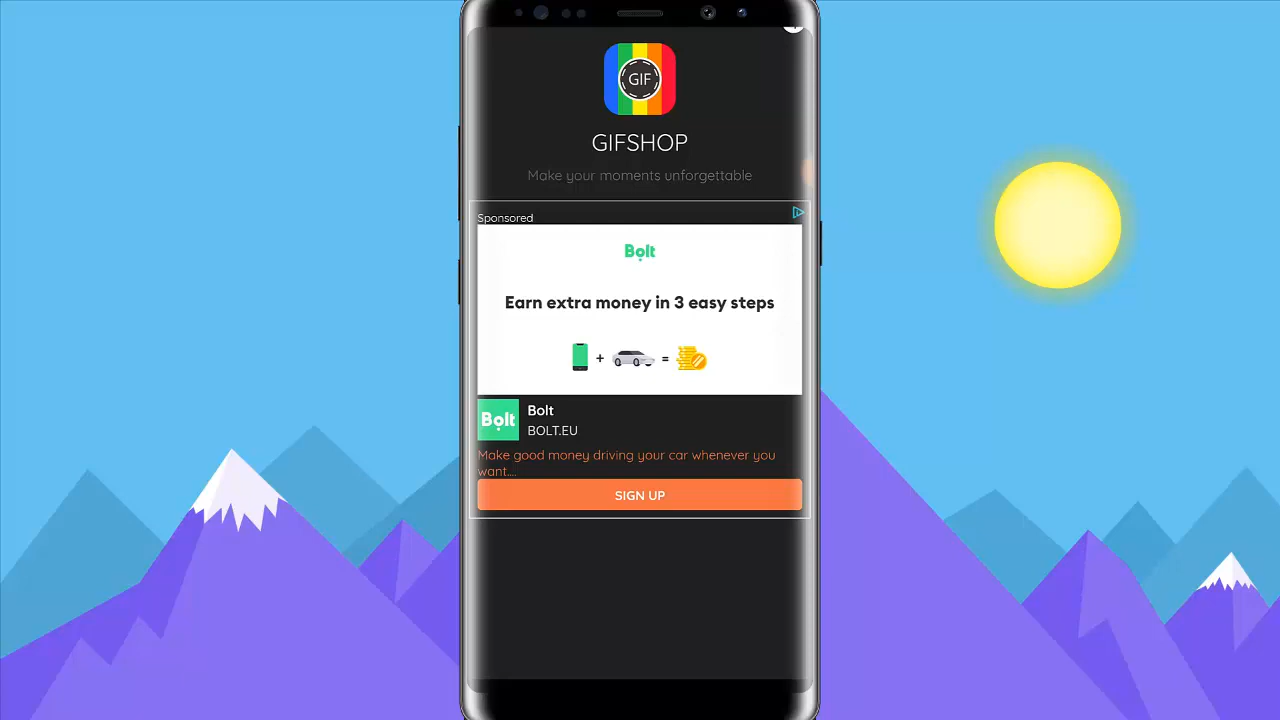 GIF
GIFSHOP
Make your moments unforgettable
Sponsored
Bolt
Earn extra money in 3 easy steps
+ =
Bolt
Bolt
BOLT.EU
Make good money driving your car whenever you
want....
SIGN UP